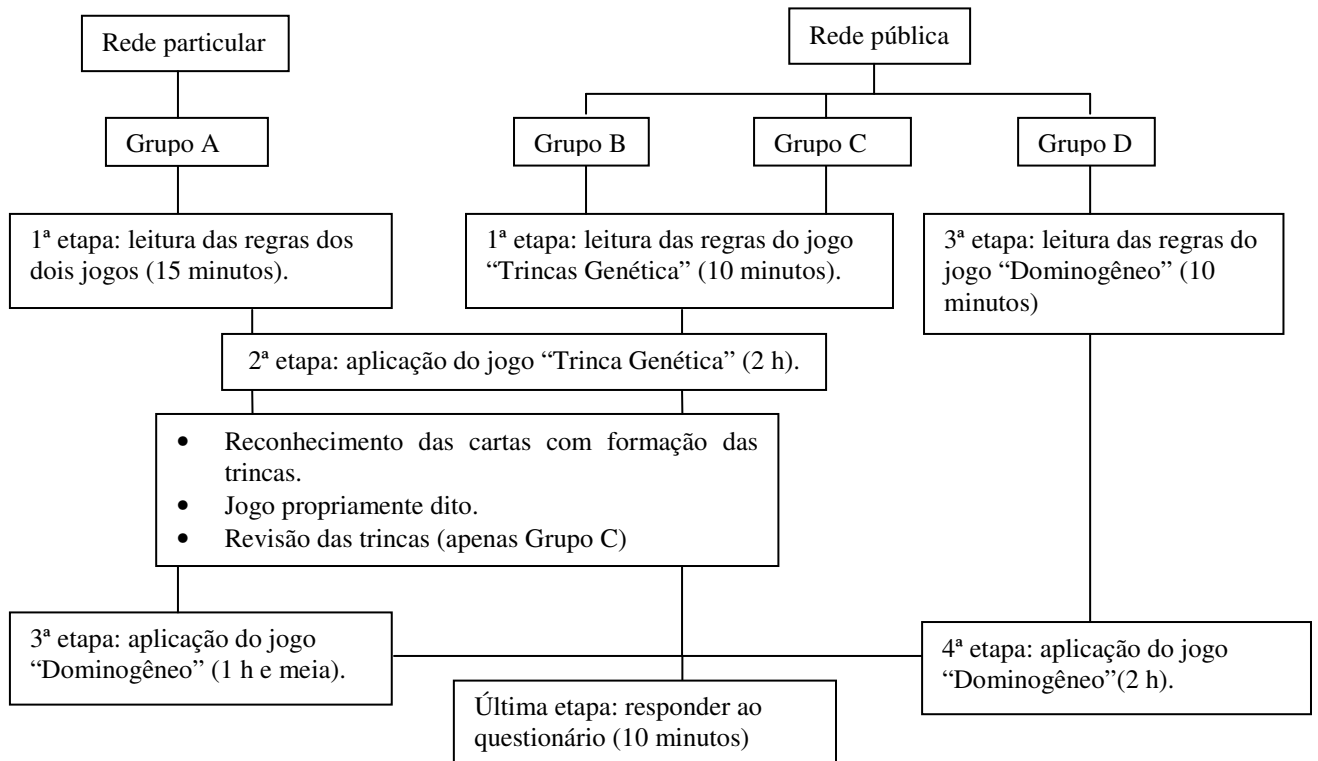 Rede particular
Rede pública
Grupo A
Grupo B
Grupo C
Grupo D
1ª etapa: leitura das regras dos
dois jogos (15 minutos).
1ª etapa: leitura das regras do jogo
“Trincas Genética” (10 minutos).
3ª etapa: leitura das regras do
jogo “Dominogêneo” (10
minutos)
2ª etapa: aplicação do jogo “Trinca Genética” (2 h).
• Reconhecimento das cartas com formação das
trincas.
• Jogo propriamente dito.
• Revisão das trincas (apenas Grupo C)
3ª etapa: aplicação do jogo
“Dominogêneo” (1 h e meia).
4ª etapa: aplicação do jogo
“Dominogêneo”(2 h).
Última etapa: responder ao
questionário (10 minutos)